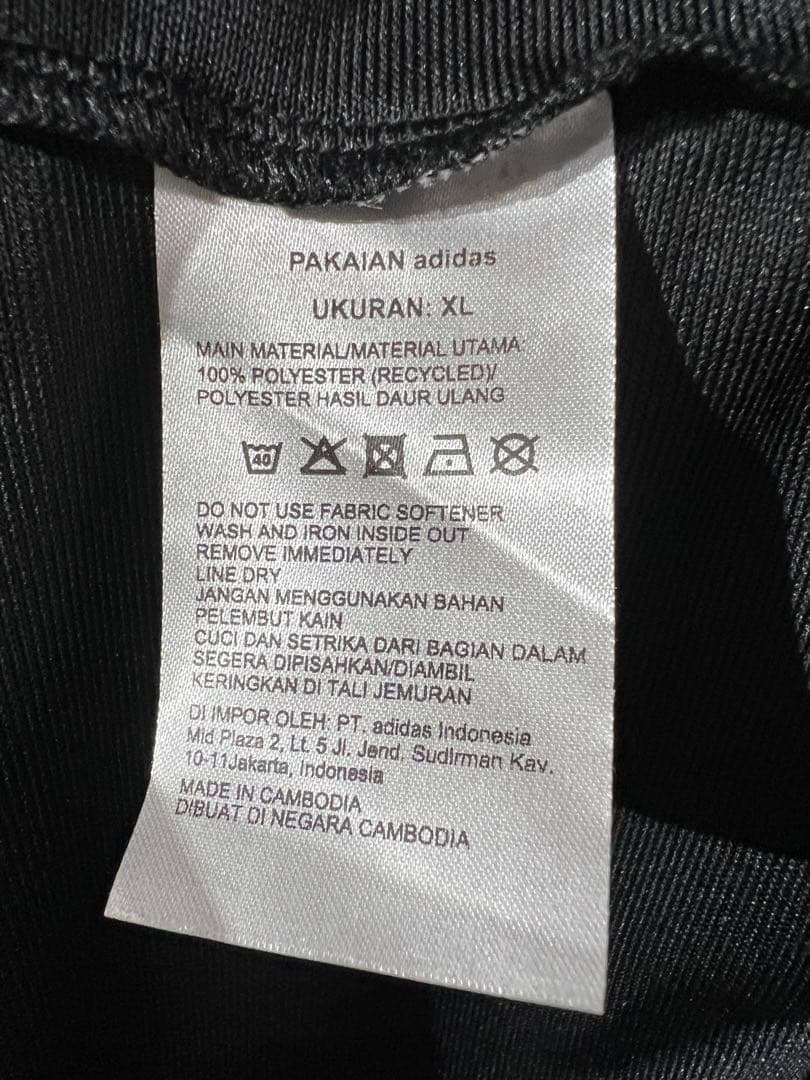 PAKAIAN adidas
UKURAN: XL
MAIN MATERIAL/MATERIAL UTAMA
100% POLYESTER (RECYCLED)/
POLYESTER HASIL DAUR ULANG
40
DO NOT USE FABRIC SOFTENER
WASH AND IRON INSIDE OUT
REMOVE IMMEDIATELY
LINE DRY
JANGAN MENGGUNAKAN BAHAN
PELEMBUT KAIN
CUCI DAN SETRIKA DARI BAGIAN DALAM
SEGERA DIPISAHKAN/DIAMBIL
KERINGKAN DI TALI JEMURAN
DI IMPOR OLEH: PT. adidas Indonesia
Mid Plaza 2, Lt. 5 Jl. Jend. Sudirman Kav.
10-11Jakarta, Indonesia
MADE IN CAMBODIA
DIBUAT DI NEGARA CAMBODIA